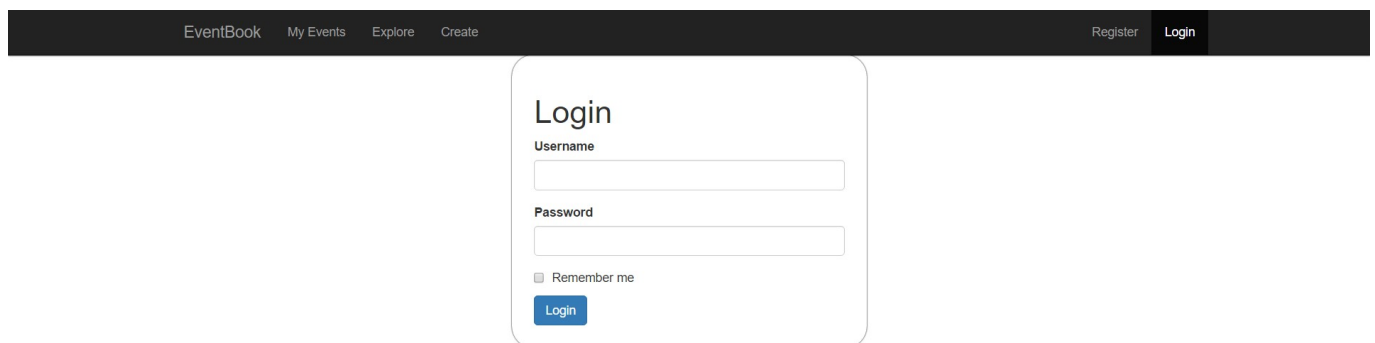 EventBook My Events Explore Create Register Login
Login
Username
Password
Remember me
Login